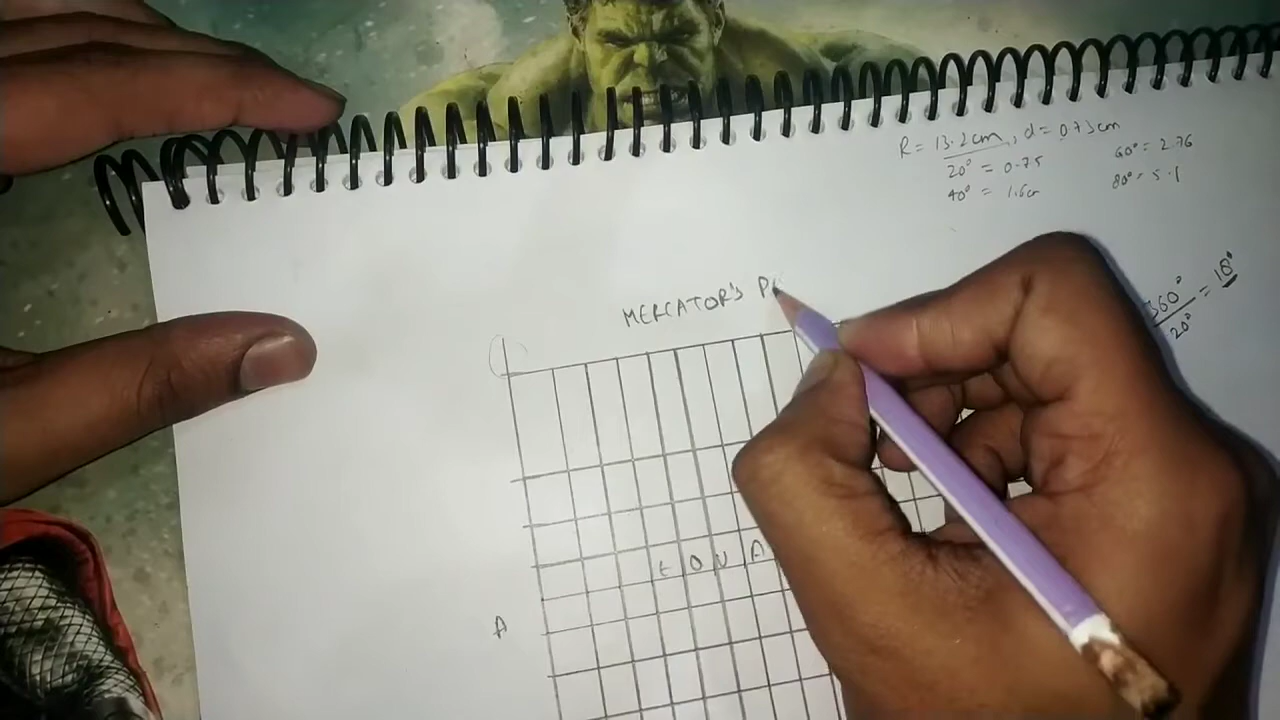 R = 13.2cm, d = 0.73cm
20° = 0.75
40° = 1.6cm
60° = 2.76
80° = 5.1
360°/20° = 18°
MERCATOR'S PR
E Q U A
A